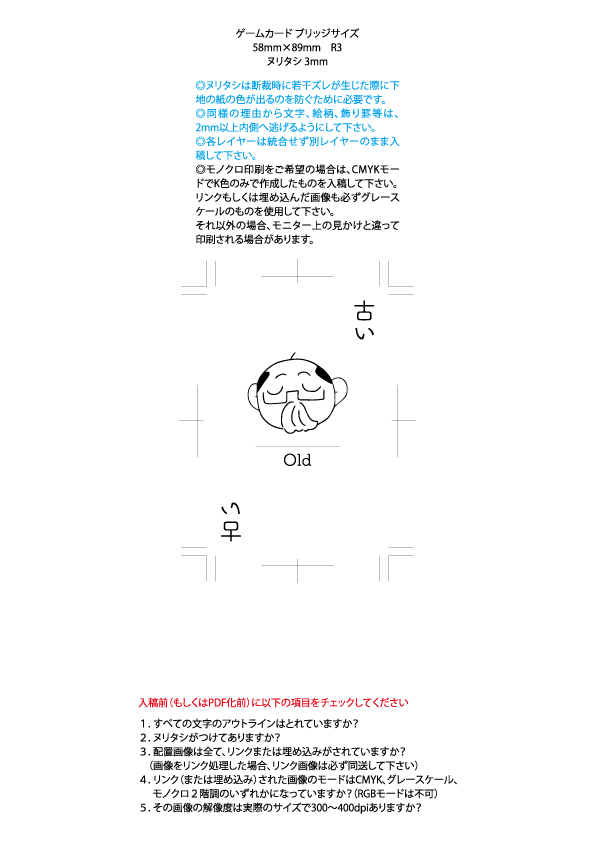 ゲームカード ブリッジサイズ
58mm×89mm　R3
ヌリタシ 3mm
◎ヌリタシは断裁時に若干ズレが生じた際に下
地の紙の色が出るのを防ぐために必要です。
◎同様の理由から文字、絵柄、飾り罫等は、
2mm以上内側へ逃げるようにして下さい。
◎各レイヤーは統合せず別レイヤーのまま入
稿して下さい。
◎モノクロ印刷をご希望の場合は、CMYKモー
ドでK色のみで作成したものを入稿して下さい。
リンクもしくは埋め込んだ画像も必ずグレース
ケールのものを使用して下さい。
それ以外の場合、モニター上の見かけと違って
印刷される場合があります。
古い
Old
古い
入稿前（もしくはPDF化前）に以下の項目をチェックしてください
１．すべての文字のアウトラインはとれていますか？
２．ヌリタシがつけてありますか？
３．配置画像は全て、リンクまたは埋め込みがされていますか？
（画像をリンク処理した場合、リンク画像は必ず同送して下さい）
４．リンク（または埋め込み）された画像のモードはCMYK、グレースケール、
モノクロ２階調のいずれかになっていますか？（RGBモードは不可）
５．その画像の解像度は実際のサイズで300〜400dpiありますか？